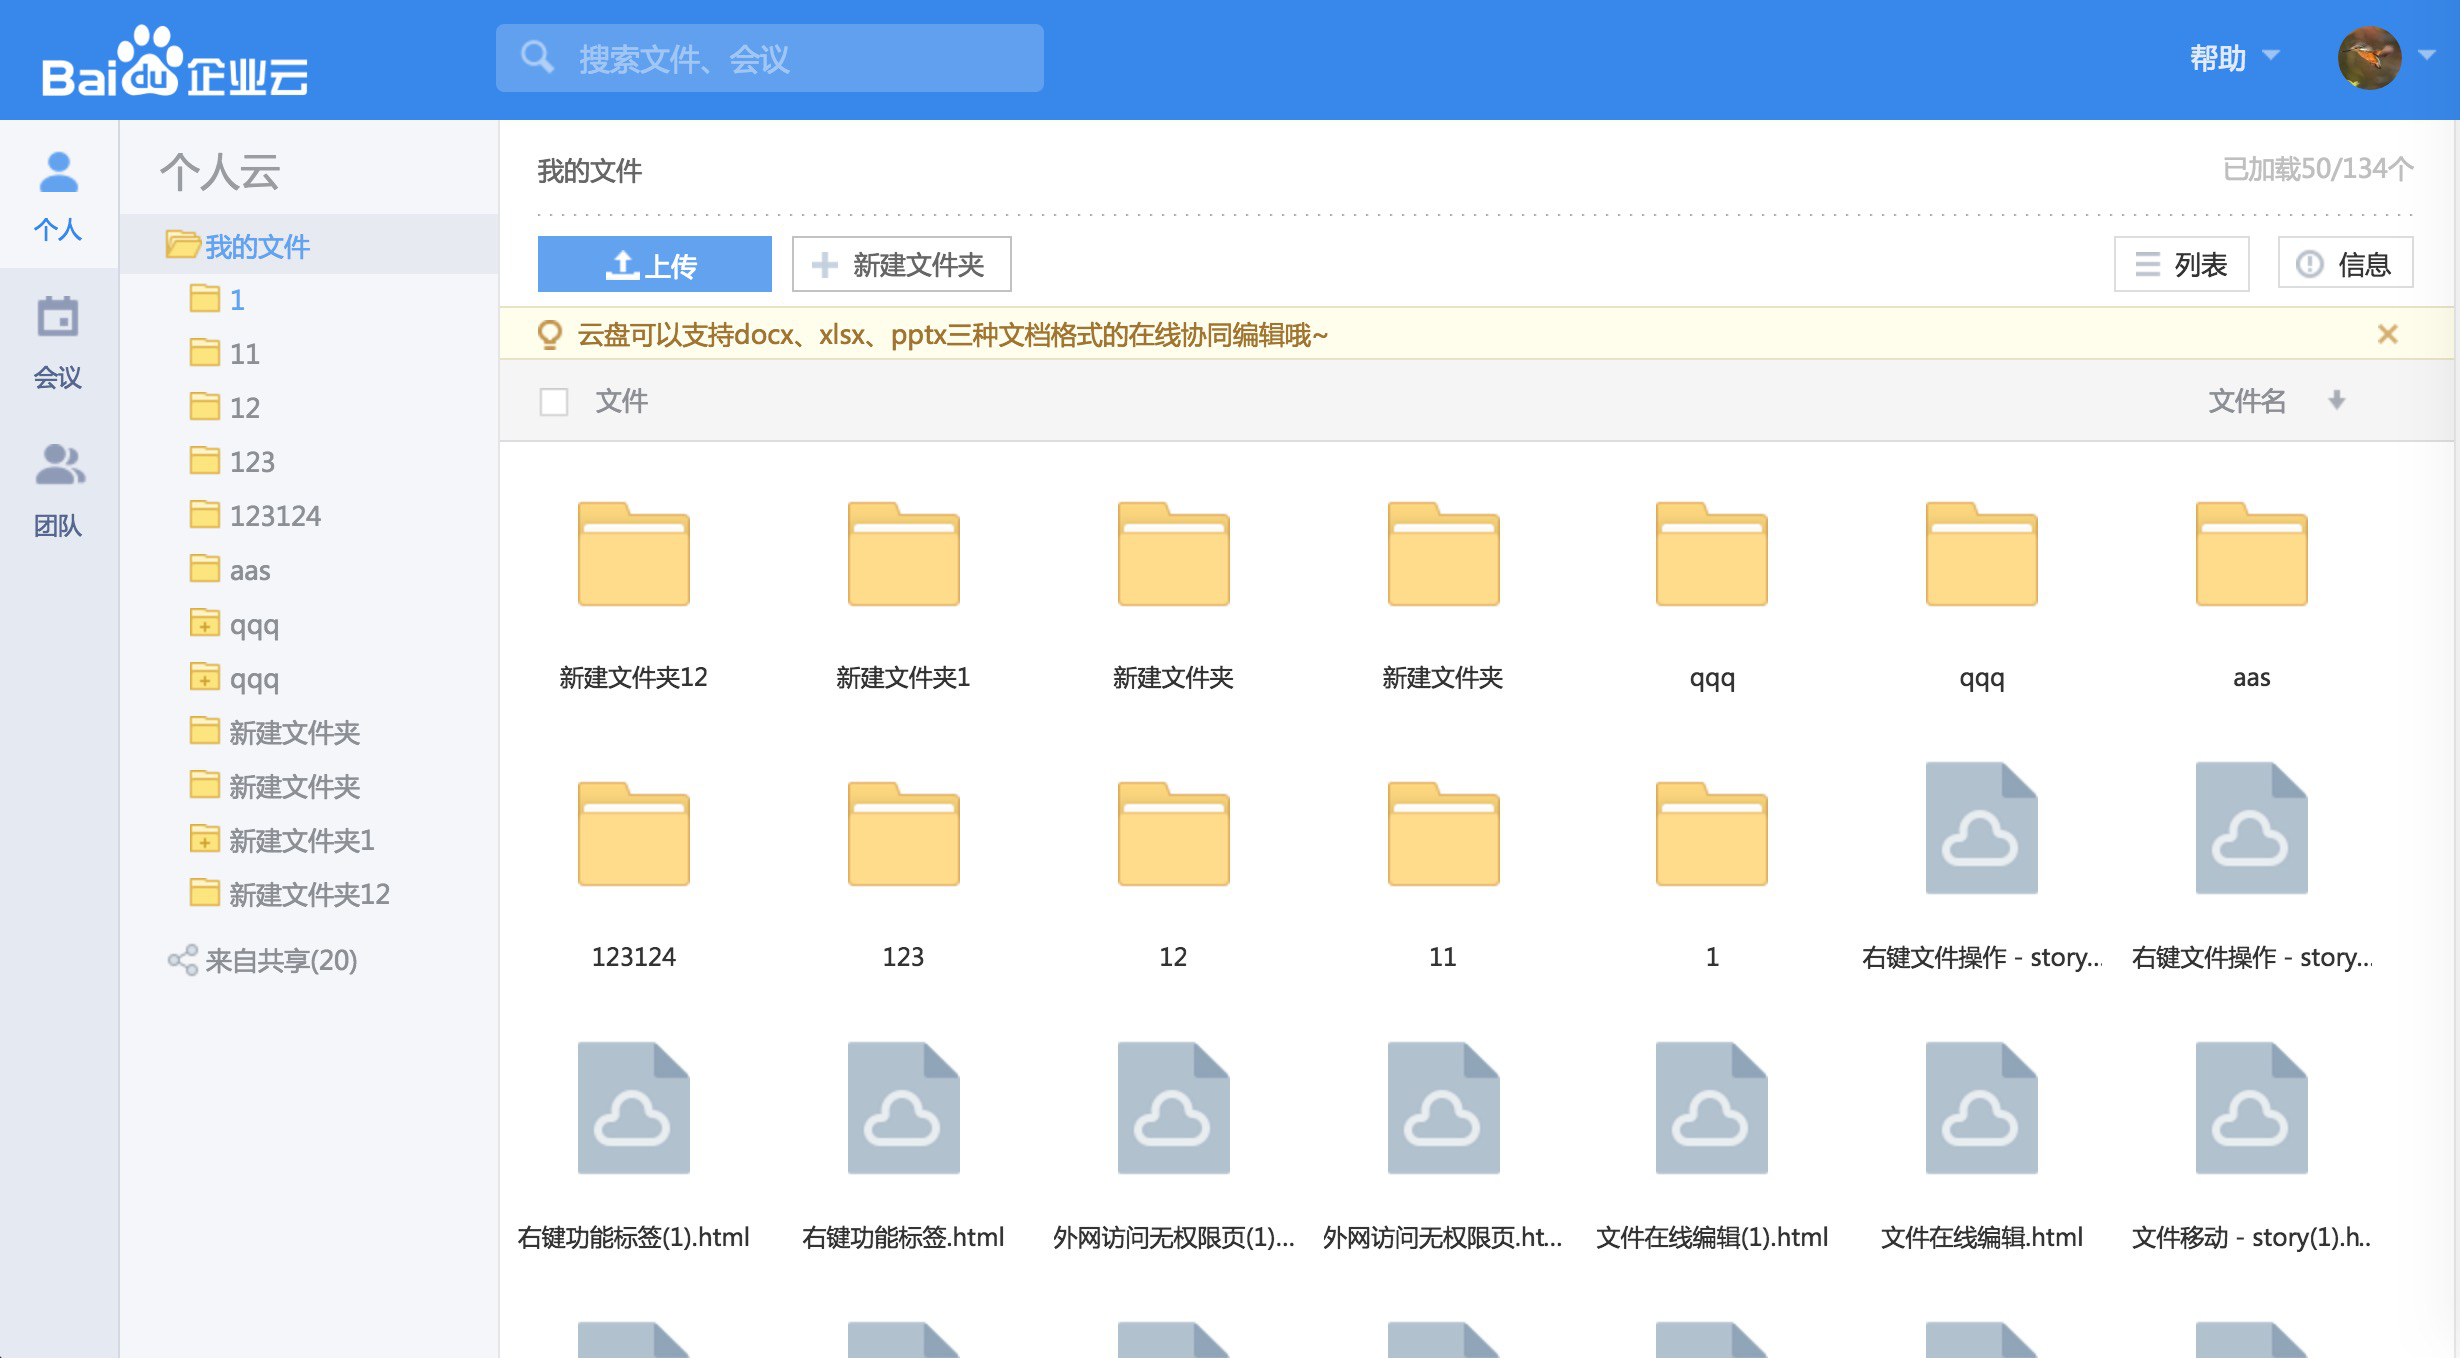 Baidu企业云
搜索文件、会议
帮助
个人
会议
团队
个人云
我的文件
1
11
12
123
123124
aas
qqq
qqq
新建文件夹
新建文件夹
新建文件夹1
新建文件夹12
来自共享(20)
我的文件
已加载50/134个
上传
新建文件夹
列表
信息
云盘可以支持docx、xlsx、pptx三种文档格式的在线协同编辑哦~
文件
文件名
新建文件夹12
新建文件夹1
新建文件夹
新建文件夹
qqq
qqq
aas
123124
123
12
11
1
右键文件操作 - story...
右键文件操作 - story...
右键功能标签(1).html
右键功能标签.html
外网访问无权限页(1)...
外网访问无权限页.ht...
文件在线编辑(1).html
文件在线编辑.html
文件移动 - story(1).h..